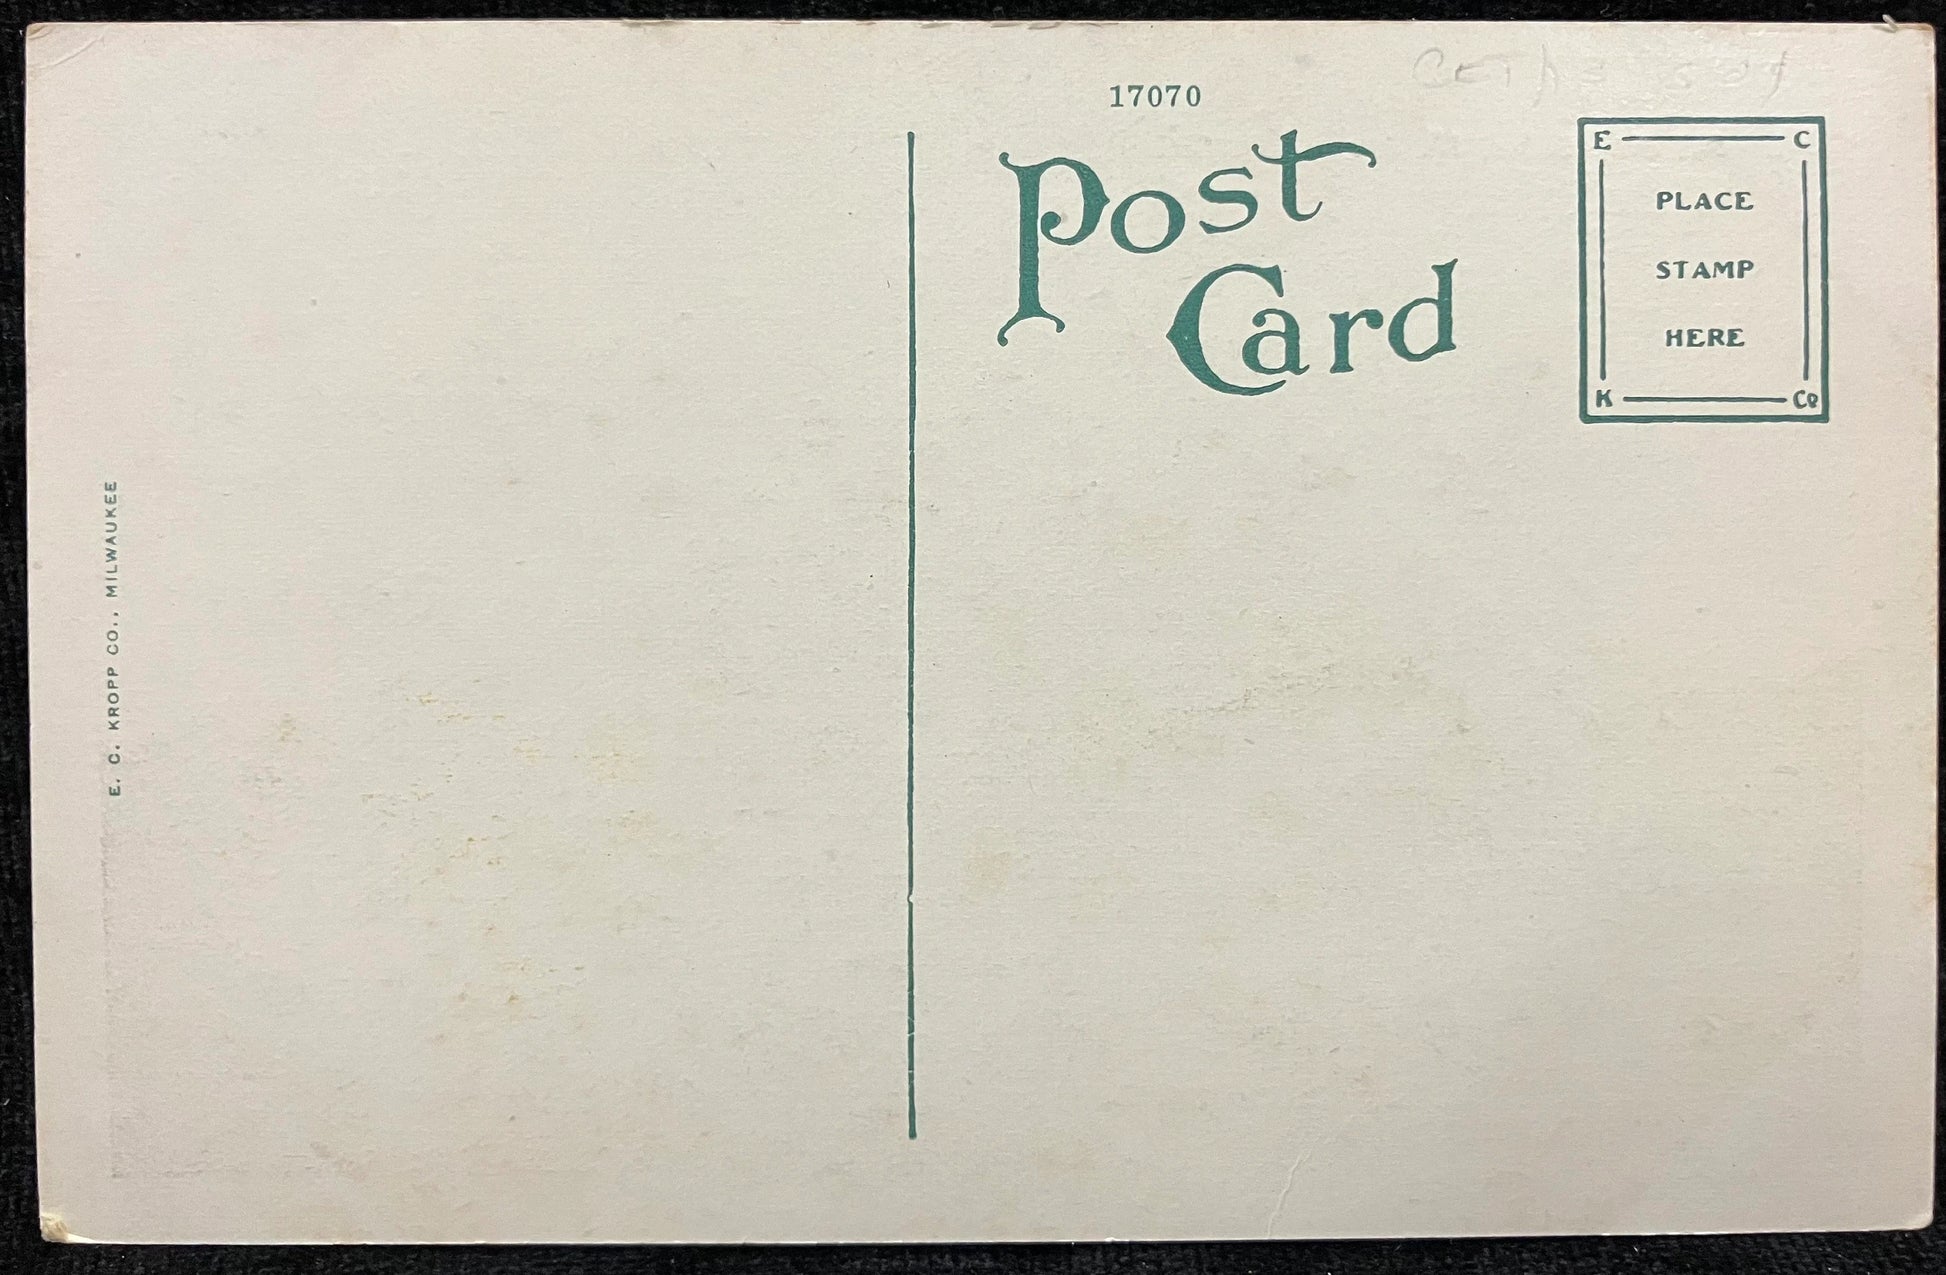 17070
Post
Card
E C
PLACE
STAMP
HERE
K Co
E. C. KROPP CO., MILWAUKEE